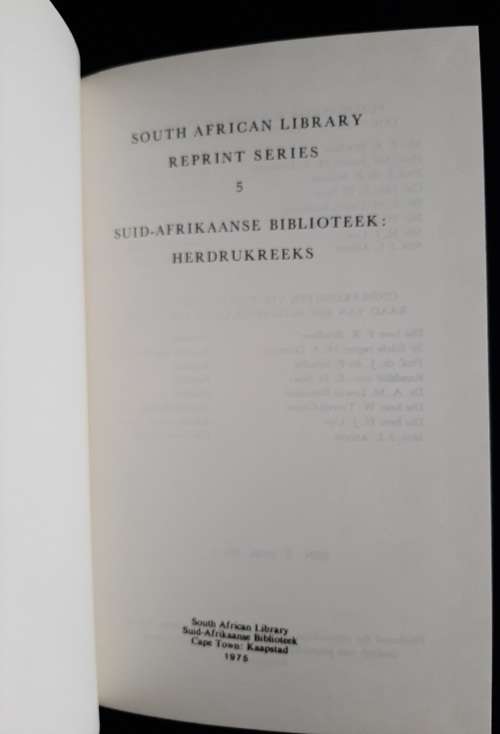 SOUTH AFRICAN LIBRARY
REPRINT SERIES
5
SUID-AFRIKAANSE BIBLIOTEEK:
HERDRUKREEKS
South African Library
Suid-Afrikaanse Biblioteek
Cape Town: Kaapstad
1975